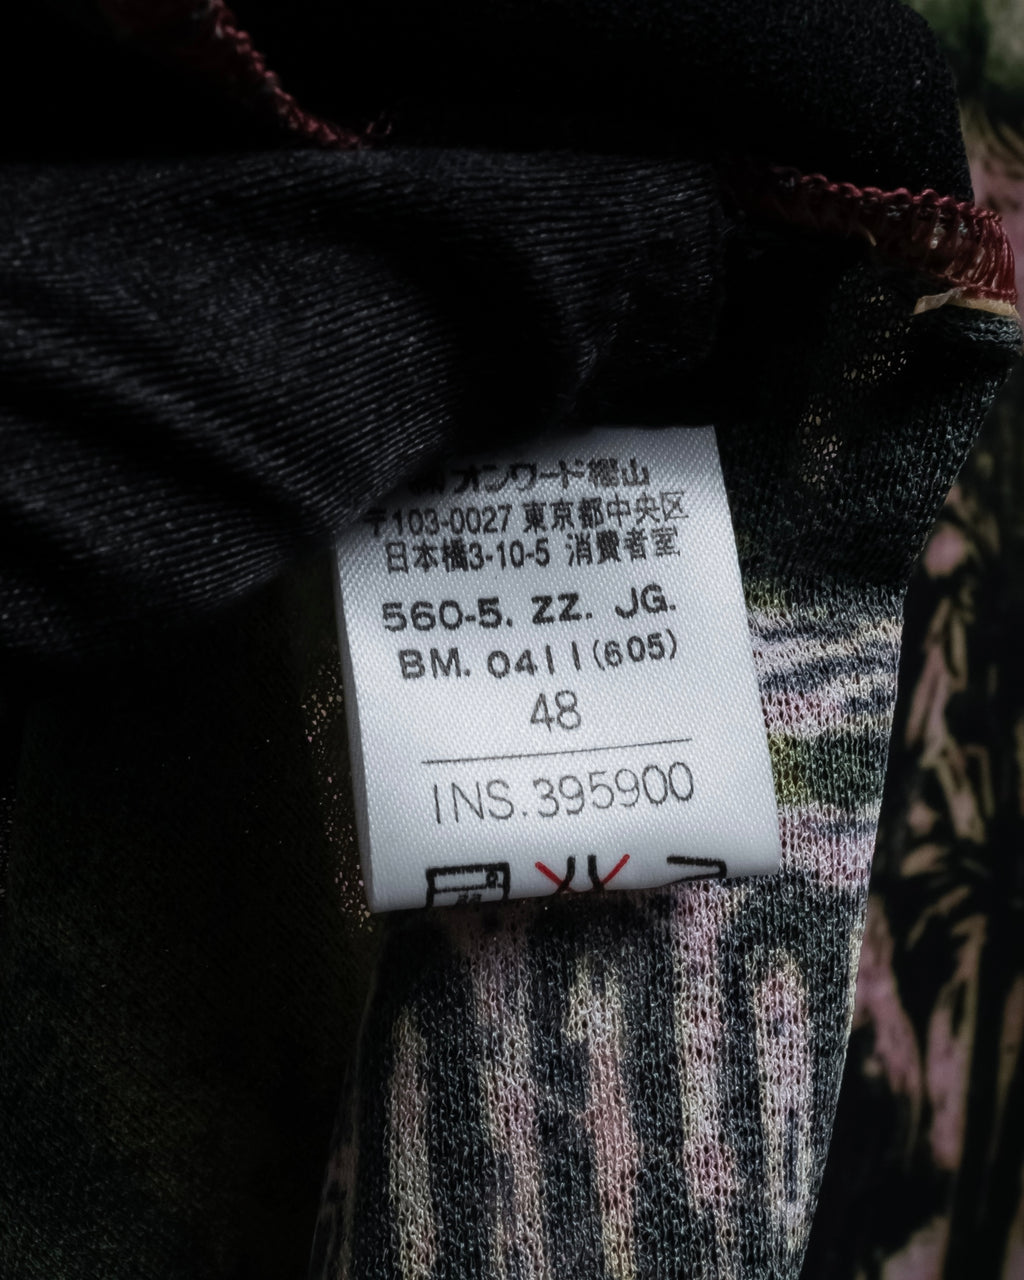 オンワード樫山
〒103-0027 東京都中央区
日本橋3-10-5 消費者室
560-5. ZZ. JG.
BM. 0411(605)
48
INS.395900